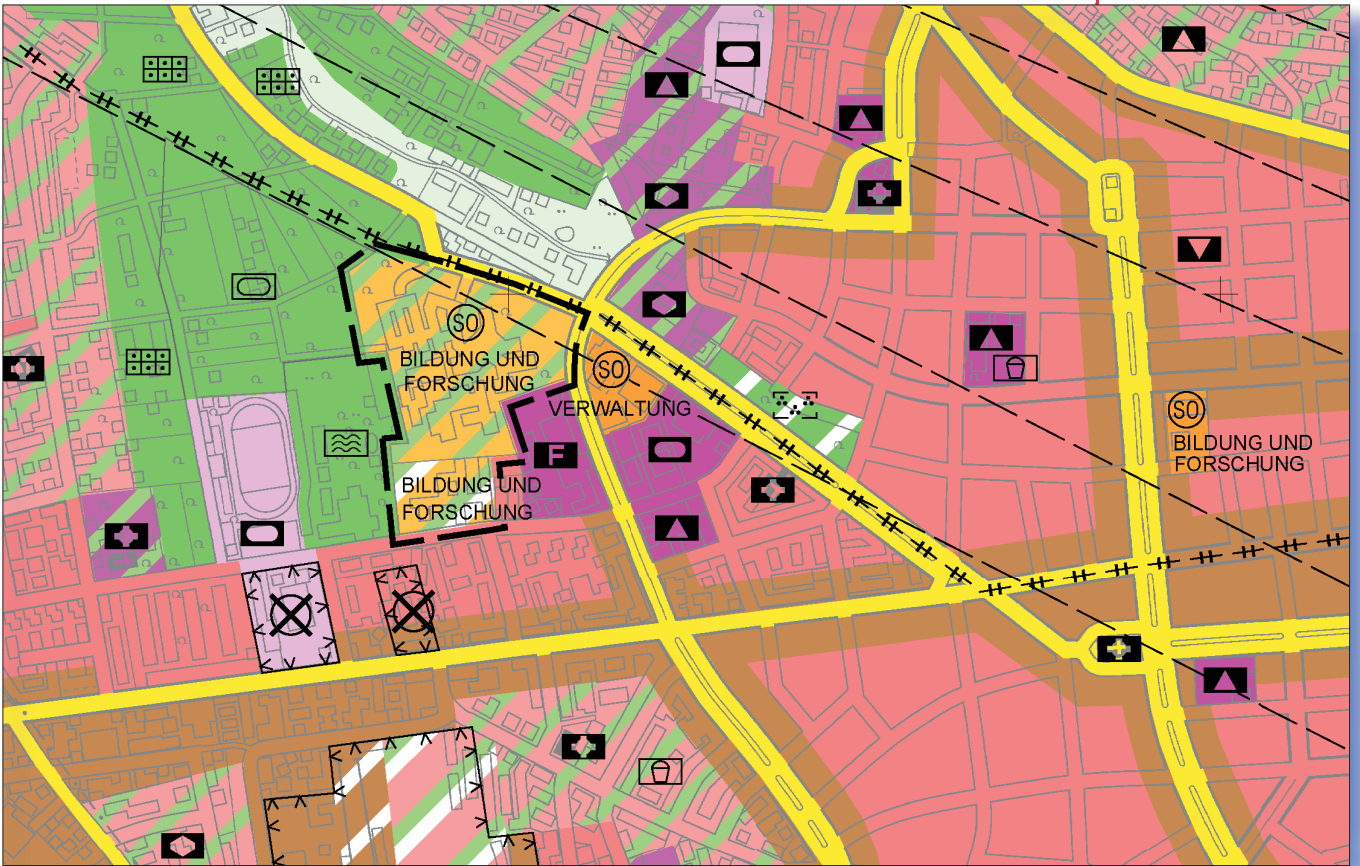 SO
BILDUNG UND
FORSCHUNG
SO
VERWALTUNG
F
BILDUNG UND
FORSCHUNG
SO
BILDUNG UND
FORSCHUNG